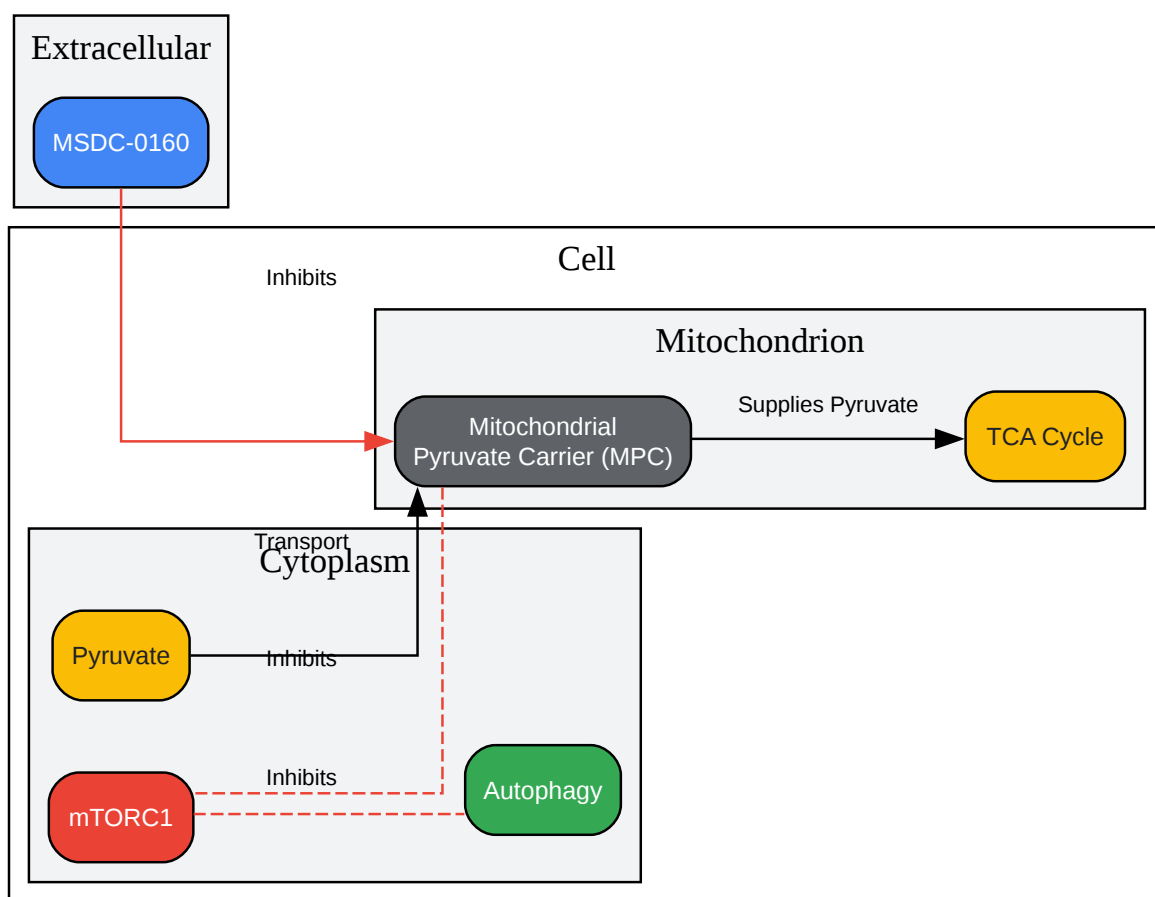 Extracellular
MSDC-0160
Inhibits
Cell
Mitochondrion
Mitochondrial
Pyruvate Carrier (MPC)
Supplies Pyruvate
TCA Cycle
Transport
Cytoplasm
Pyruvate
Inhibits
Inhibits
mTORC1
Autophagy